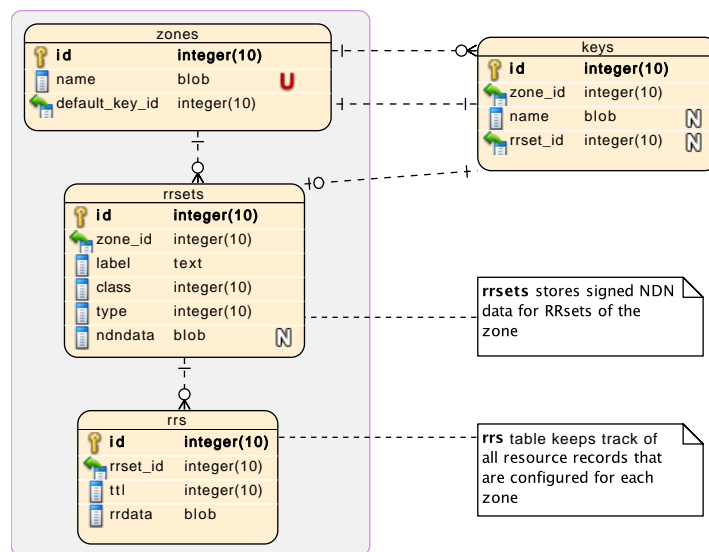 zones
id integer(10)
name blob U
default_key_id integer(10)
keys
id integer(10)
zone_id integer(10)
name blob N
rrset_id integer(10) N
rrsets
id integer(10)
zone_id integer(10)
label text
class integer(10)
type integer(10)
ndndata blob N
rrsets stores signed NDN
data for RRsets of the
zone
rrs
id integer(10)
rrset_id integer(10)
ttl integer(10)
rrdata blob
rrs table keeps track of
all resource records that
are configured for each
zone